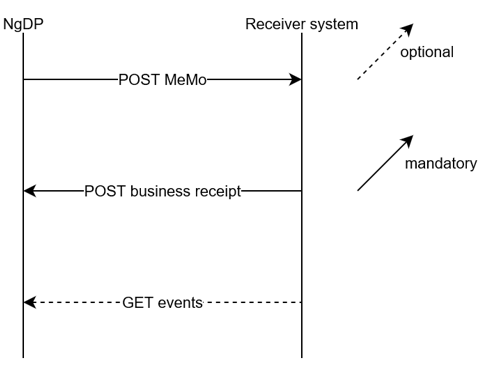 NgDP
Receiver system
optional
POST MeMo
mandatory
POST business receipt
GET events